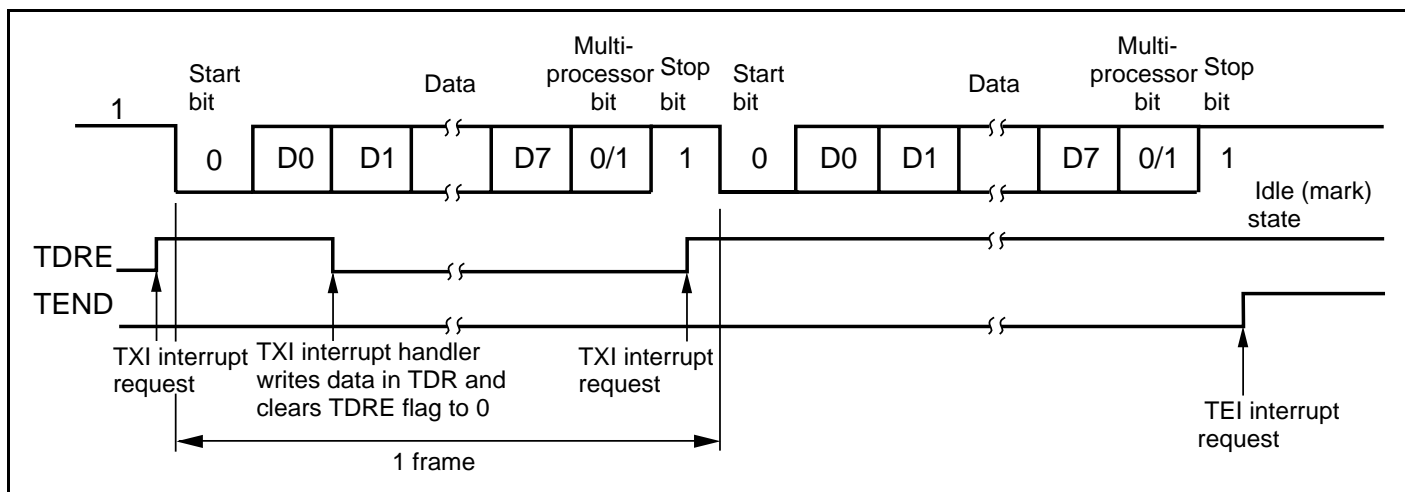 Multi-
processor
bit
Stop
bit
Start
bit
Data
Multi-
processor
bit
Stop
bit
Start
bit
Data
1
0
D0
D1
D7
0/1
1
0
D0
D1
D7
0/1
1
Idle (mark)
state
TDRE
TEND
TXI interrupt
request
TXI interrupt handler
writes data in TDR and
clears TDRE flag to 0
TXI interrupt
request
TEI interrupt
request
1 frame